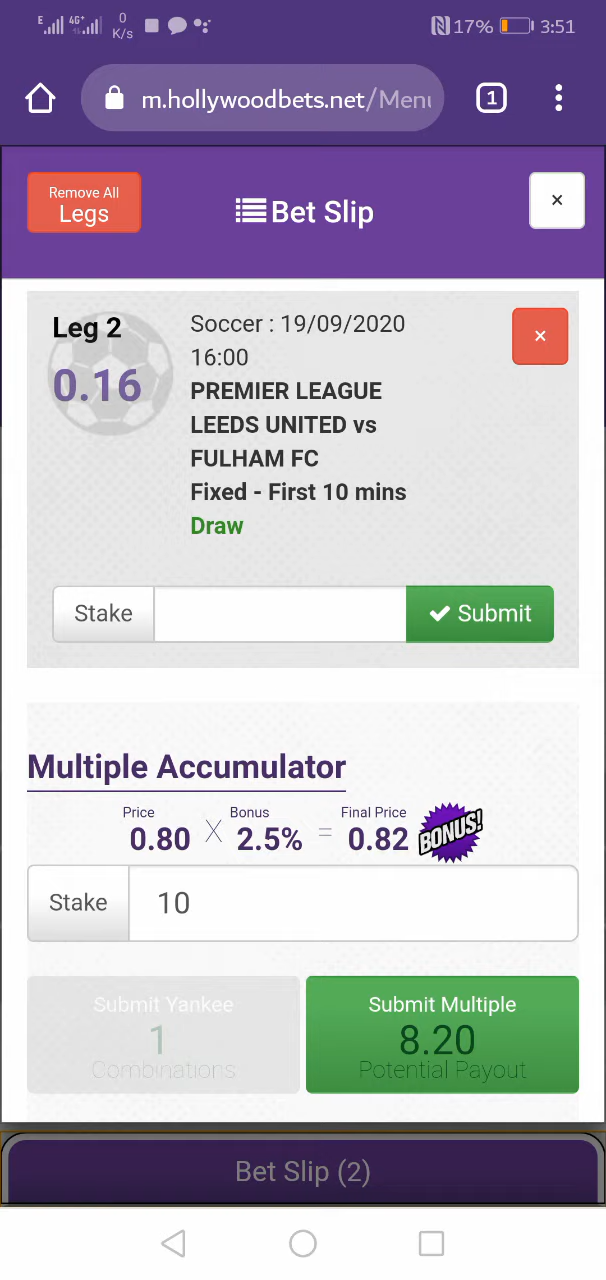 E 4G+ 0 K/s 17% 3:51
m.hollywoodbets.net/Menu
1
Remove All
Legs
Bet Slip
×
Leg 2
0.16
Soccer : 19/09/2020
16:00
PREMIER LEAGUE
LEEDS UNITED vs
FULHAM FC
Fixed - First 10 mins
Draw
×
Stake
Submit
Multiple Accumulator
Price Bonus Final Price
0.80 X 2.5% = 0.82 BONUS!
Stake 10
Submit Yankee
1
Combinations
Submit Multiple
8.20
Potential Payout
Bet Slip (2)